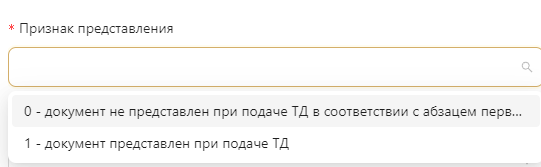 * Признак представления
0 - документ не представлен при подаче ТД в соответствии с абзацем перв...
1 - документ представлен при подаче ТД